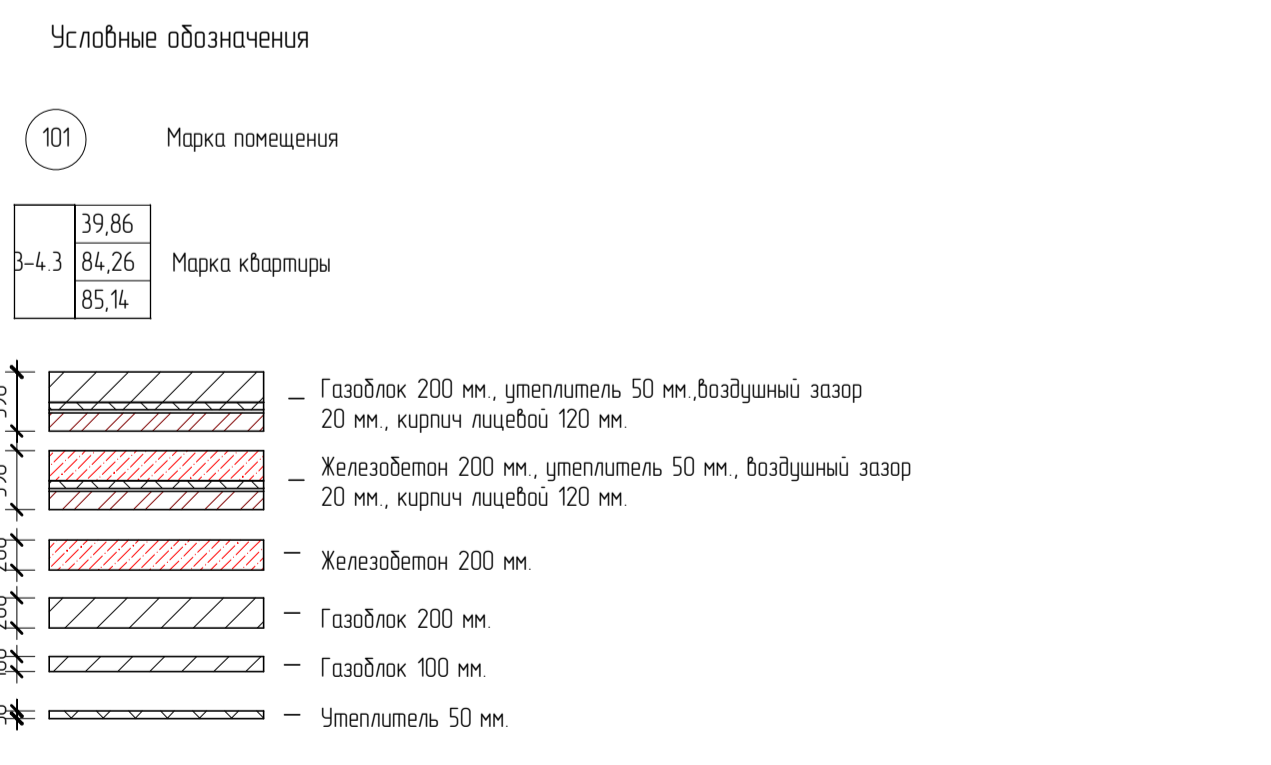 Условные обозначения
101
Марка помещения
39,86
3-4.3 84,26
85,14
Марка квартиры
Газоблок 200 мм., утеплитель 50 мм.,воздушный зазор
20 мм., кирпич лицевой 120 мм.
Железобетон 200 мм., утеплитель 50 мм., воздушный зазор
20 мм., кирпич лицевой 120 мм.
Железобетон 200 мм.
Газоблок 200 мм.
Газоблок 100 мм.
Утеплитель 50 мм.